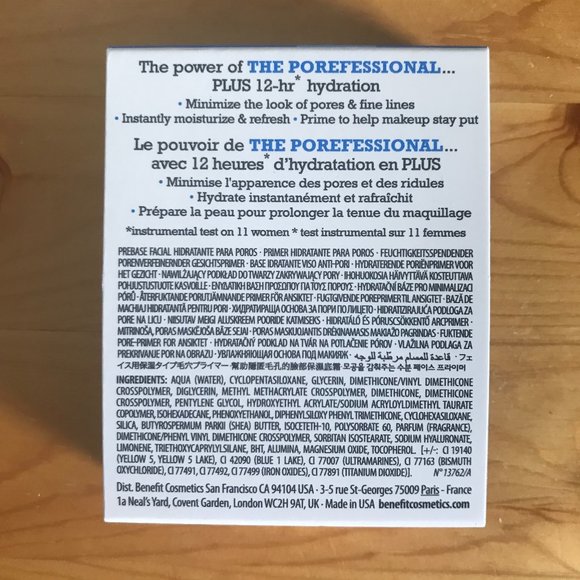 The power of THE POREFESSIONAL...
PLUS 12-hr* hydration
• Minimize the look of pores & fine lines
• Instantly moisturize & refresh • Prime to help makeup stay put
Le pouvoir de THE POREFESSIONAL...
avec 12 heures* d'hydratation en PLUS
• Minimise l'apparence des pores et des ridules
• Hydrate instantanément et rafraîchit
• Prépare la peau pour prolonger la tenue du maquillage
*instrumental test on 11 women * test instrumental sur 11 femmes
PREBASE FACIAL HIDRATANTE PARA POROS • PRIMER HIDRATANTE PARA POROS • FEUCHTIGKEITSSPENDENDER
PORENVERFEINERNDER GESICHTSPRIMER • BASE IDRATANTE VISO ANTI-PORI • HYDRATERENDE PORIËNPRIMER VOOR
HET GEZICHT • NAWILŻAJĄCY PODKŁAD DO TWARZY ZAKRYWAJĄCY PORY • IHOHUOKOSIA HÄIVYTTÄVÄ KOSTEUTTAVA
POHJUSTUSTUOTE KASVOILLE • ΕΝΥΔΑΤΙΚΗ ΒΑΣΗ ΠΡΟΣΩΠΟΥ ΓΙΑ ΤΟΥΣ ΠΟΡΟΥΣ • HYDRATAČNÍ BÁZE PRO MINIMALIZACI
PÓRŮ • ÅTERFUKTANDE PORUTJÄMNANDE PRIMER FÖR ANSIKTET • FUGTGIVENDE POREPRIMER TIL ANSIGTET • BAZĂ DE
MACHIAJ HIDRATANTĂ PENTRU PORI • ХИДРАТИРАЩА ОСНОВА ЗА ПОРИ ПО ЛИЦЕТО • HIDRATIZIRAJUĆA PODLOGA ZA
PORE NA LICU • NIISUTAV MEIGI ALUSKREEM POORIDE KATMISEKS • HIDRATÁLÓ ÉS PÓRUSCSÖKKENTŐ ARCPRIMER •
MITRINOŠA, PORAS MASKĒJOŠA BĀZE SEJAI • PORAS MASKUOJANTIS DRĖKINAMASIS MAKIAŽO PAGRINDAS • FUKTENDE
PORE-PRIMER FOR ANSIKTET • HYDRATAČNÝ PODKLAD NA TVÁR NA POTLAČENIE PÓROV • VLAŽILNA PODLAGA ZA
PREKRIVANJE POR NA OBRAZU • УВЛАЖНЯЮЩАЯ ОСНОВА ПОД МАКИЯЖ • قاعدة للمسام مرطبة للوجه • フェ
イス用保湿タイプ毛穴プライマー 幫助隱匿毛孔的臉部保濕底霜 모공을 감춰주는 수분 페이스 프라이머
INGREDIENTS: AQUA (WATER), CYCLOPENTASILOXANE, GLYCERIN, DIMETHICONE/VINYL DIMETHICONE
CROSSPOLYMER, DIGLYCERIN, METHYL METHACRYLATE CROSSPOLYMER, DIMETHICONE, DIMETHICONE
CROSSPOLYMER, PENTYLENE GLYCOL, HYDROXYETHYL ACRYLATE/SODIUM ACRYLOYLDIMETHYL TAURATE
COPOLYMER, ISOHEXADECANE, PHENOXYETHANOL, DIPHENYLSILOXY PHENYL TRIMETHICONE, CYCLOHEXASILOXANE,
SILICA, BUTYROSPERMUM PARKII (SHEA) BUTTER, ISOCETETH-10, POLYSORBATE 60, PARFUM (FRAGRANCE),
DIMETHICONE/PHENYL VINYL DIMETHICONE CROSSPOLYMER, SORBITAN ISOSTEARATE, SODIUM HYALURONATE,
LIMONENE, TRIETHOXYCAPRYLYLSILANE, BHT, ALUMINA, MAGNESIUM OXIDE, TOCOPHEROL. [+/-: CI 19140
(YELLOW 5, YELLOW 5 LAKE), CI 42090 (BLUE 1 LAKE), CI 77007 (ULTRAMARINES), CI 77163 (BISMUTH
OXYCHLORIDE), CI 77491, CI 77492, CI 77499 (IRON OXIDES), CI 77891 (TITANIUM DIOXIDE)]. N°13762/A
Dist. Benefit Cosmetics San Francisco CA 94104 USA • 3-5 rue St-Georges 75009 Paris - France
1a Neal's Yard, Covent Garden, London WC2H 9AT, UK • Made in USA benefitcosmetics.com